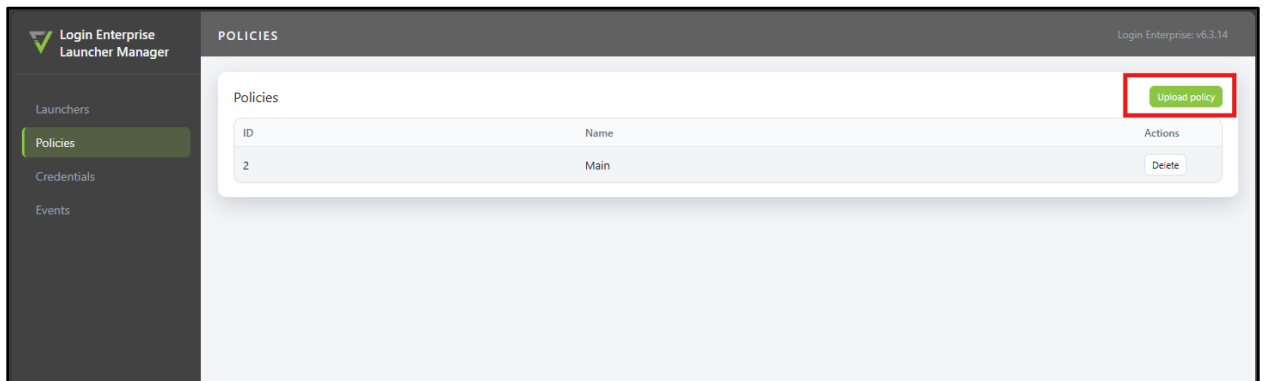 Login Enterprise
Launcher Manager
POLICIES
Login Enterprise: v6.3.14
Launchers
Policies
Credentials
Events
Policies
Upload policy
ID Name Actions
2 Main Delete